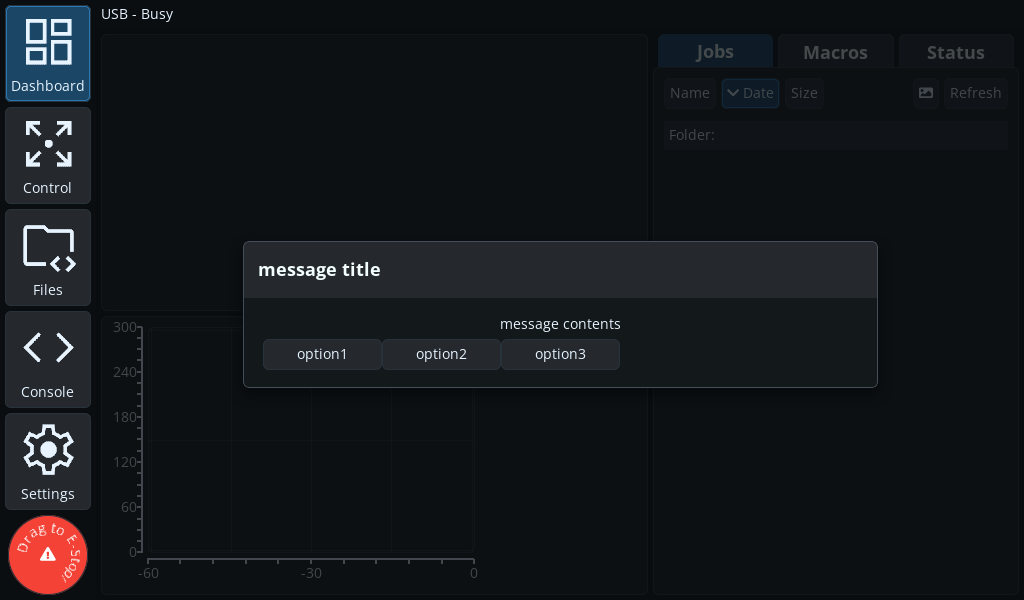 USB - Busy
Dashboard
Control
Files
Console
Settings
Drag to E-Stop!
Jobs
Macros
Status
Name
Date
Size
Refresh
Folder:
message title
message contents
option1
option2
option3
300
240
180
120
60
0
-60
-30
0